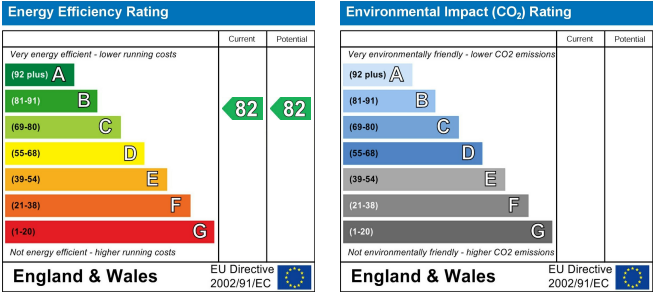 Energy Efficiency Rating
Current Potential
Very energy efficient - lower running costs
(92 plus) A
(81-91) B
82 82
(69-80) C
(55-68) D
(39-54) E
(21-38) F
(1-20) G
Not energy efficient - higher running costs
England & Wales
EU Directive
2002/91/EC
Environmental Impact (CO₂) Rating
Current Potential
Very environmentally friendly - lower CO2 emissions
(92 plus) A
(81-91) B
(69-80) C
(55-68) D
(39-54) E
(21-38) F
(1-20) G
Not environmentally friendly - higher CO2 emissions
England & Wales
EU Directive
2002/91/EC